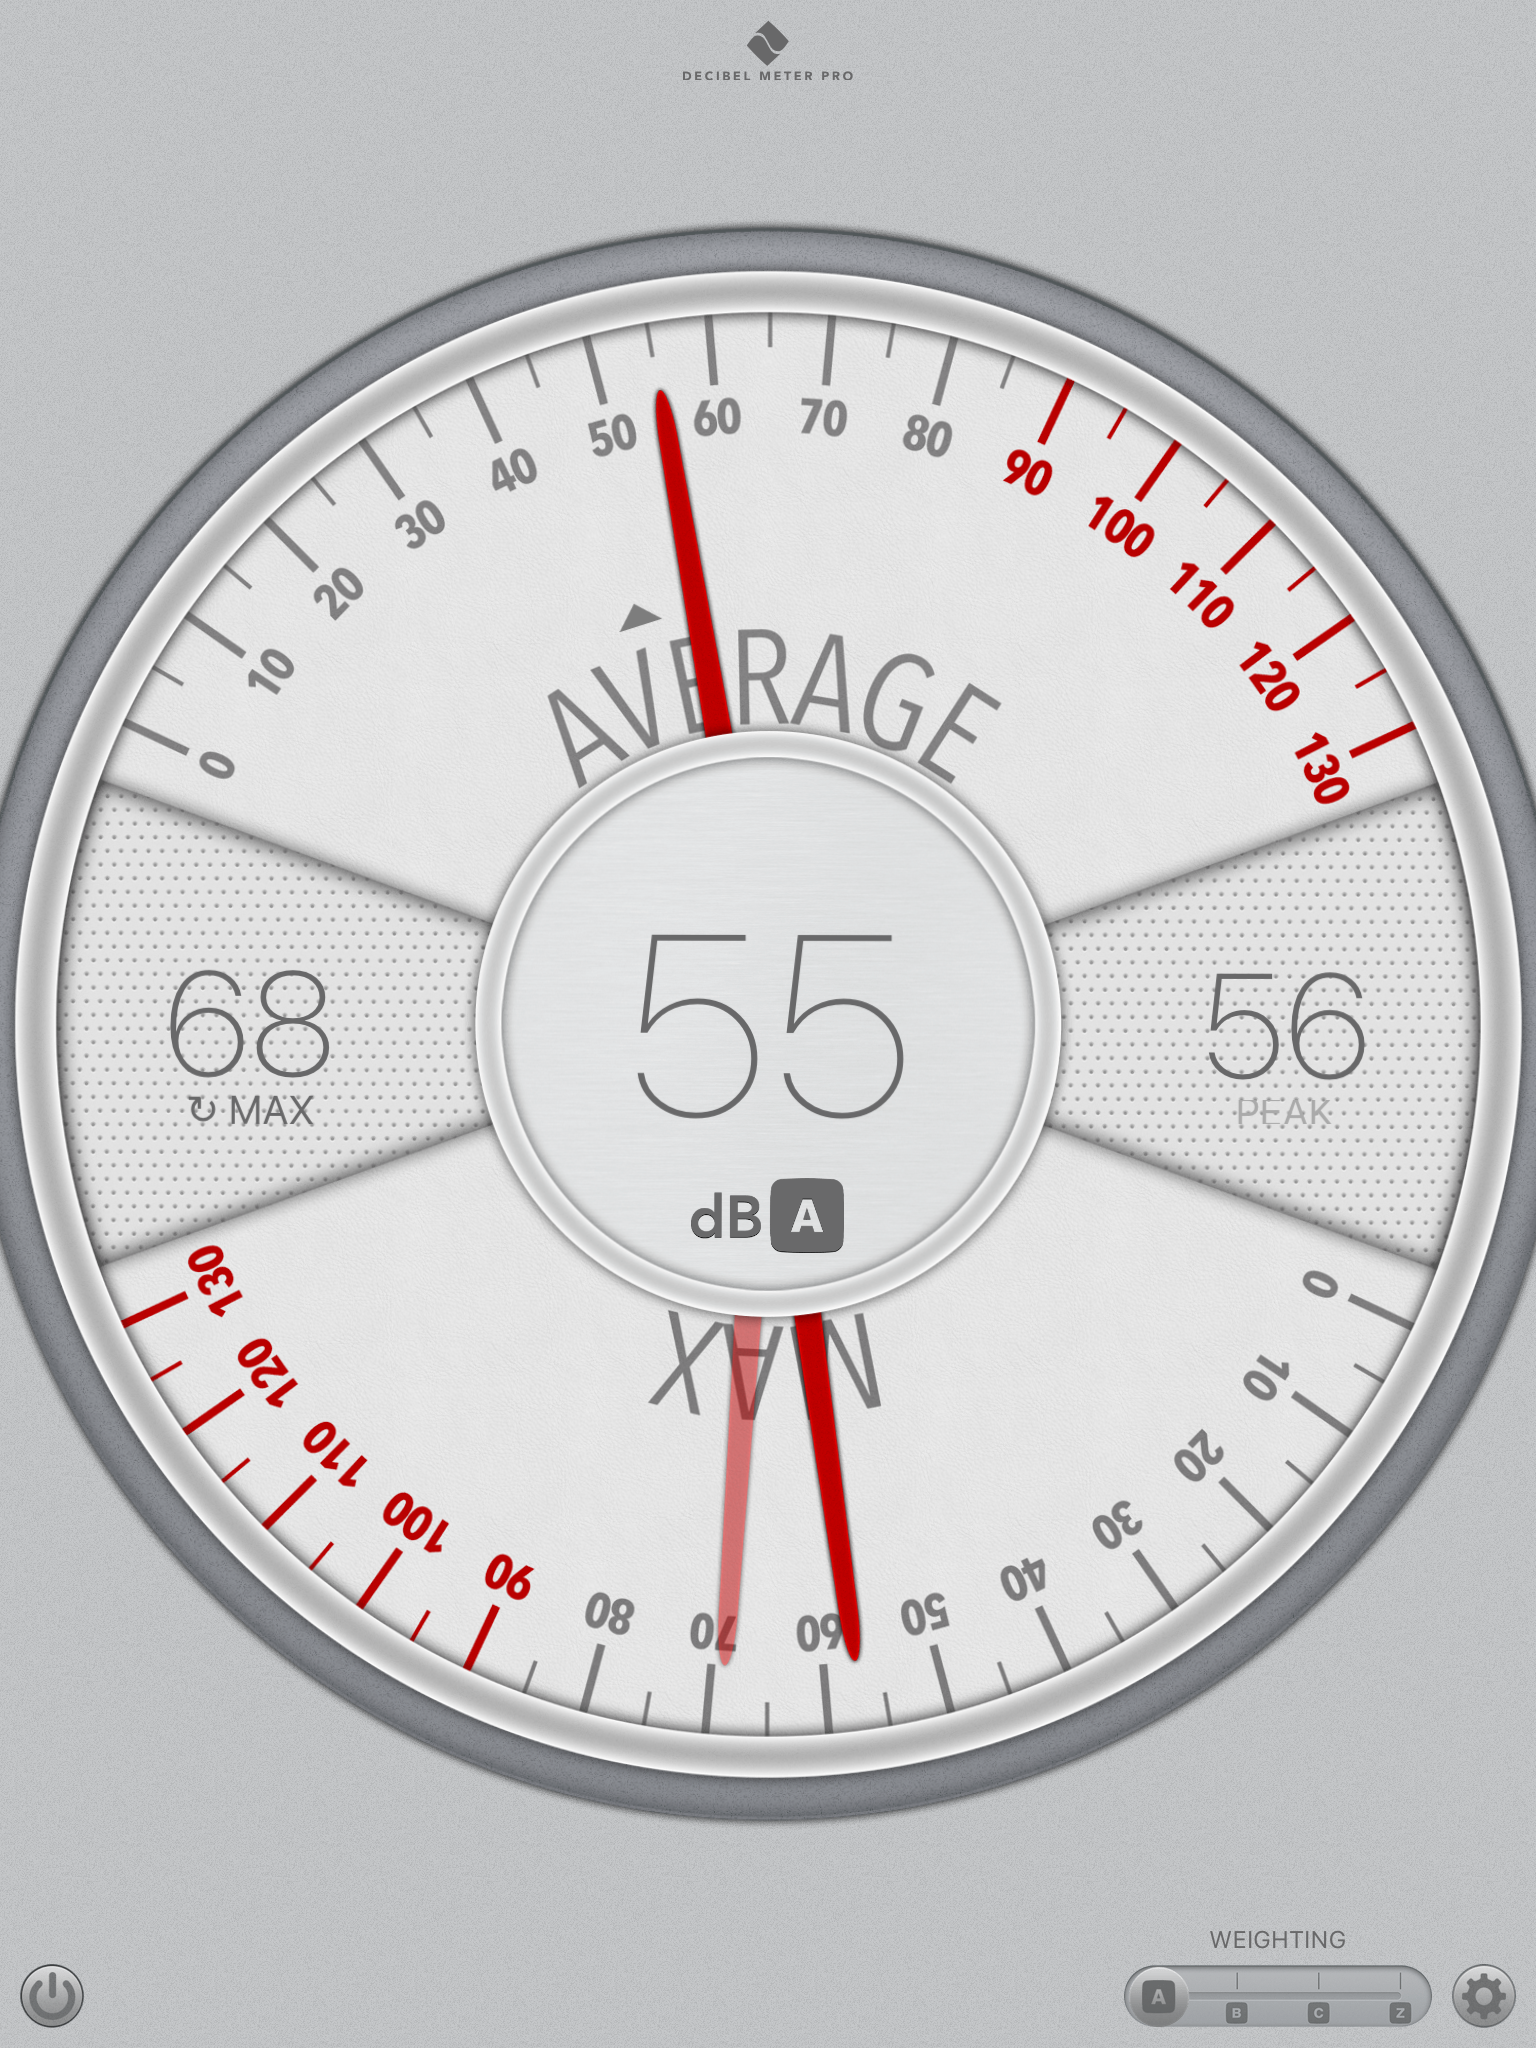 DECIBEL METER PRO
0 10 20 30 40 50 60 70 80 90 100 110 120 130
AVERAGE
68
↻ MAX
55
dB A
56
PEAK
MAX
130 120 110 100 90 80 70 60 50 40 30 20 10 0
WEIGHTING
A B C Z